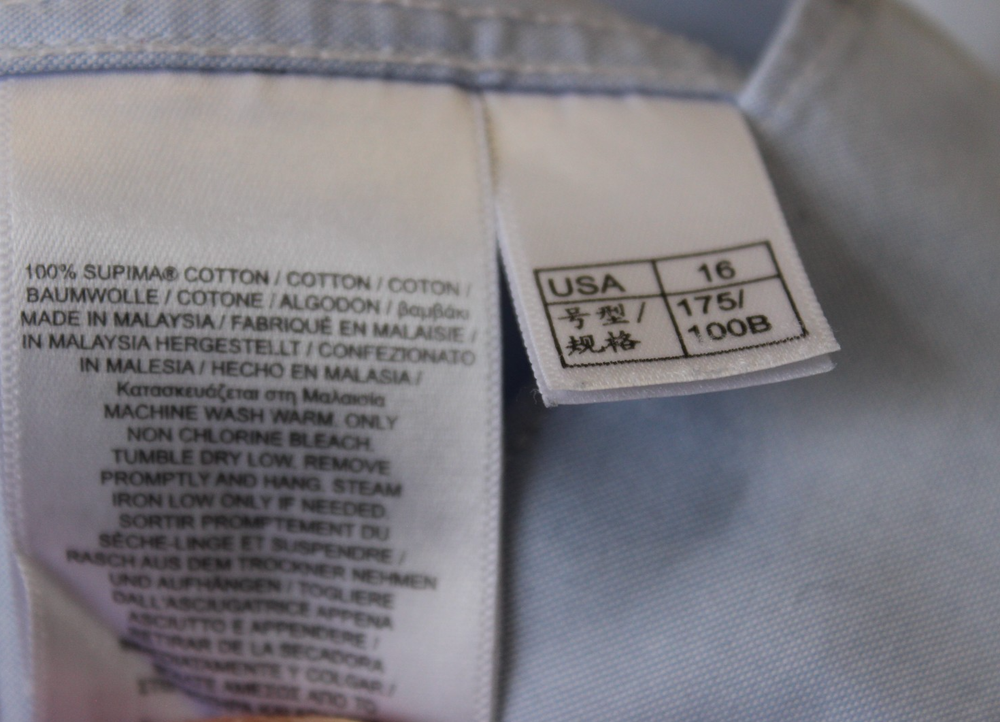 100% SUPIMA® COTTON / COTTON / COTON /
BAUMWOLLE / COTONE / ALGODON / βαμβάκι
MADE IN MALAYSIA / FABRIQUÉ EN MALAISIE /
IN MALAYSIA HERGESTELLT / CONFEZIONATO
IN MALESIA / HECHO EN MALASIA /
Κατασκευάζεται στη Μαλαισία
MACHINE WASH WARM. ONLY
NON CHLORINE BLEACH.
TUMBLE DRY LOW. REMOVE
PROMPTLY AND HANG. STEAM
IRON LOW ONLY IF NEEDED.
SORTIR PROMPTEMENT DU
SÈCHE-LINGE ET SUSPENDRE /
RASCH AUS DEM TROCKNER NEHMEN
UND AUFHÄNGEN / TOGLIERE
DALL'ASCIUGATRICE APPENA
ASCIUTTO E APPENDERE /
RETIRAR DE LA SECADORA
Y COLGAR /
ΑΜΕΣΩΣ ΑΠΟ ΤΟ
USA 16
号型/ 175/
规格 100B